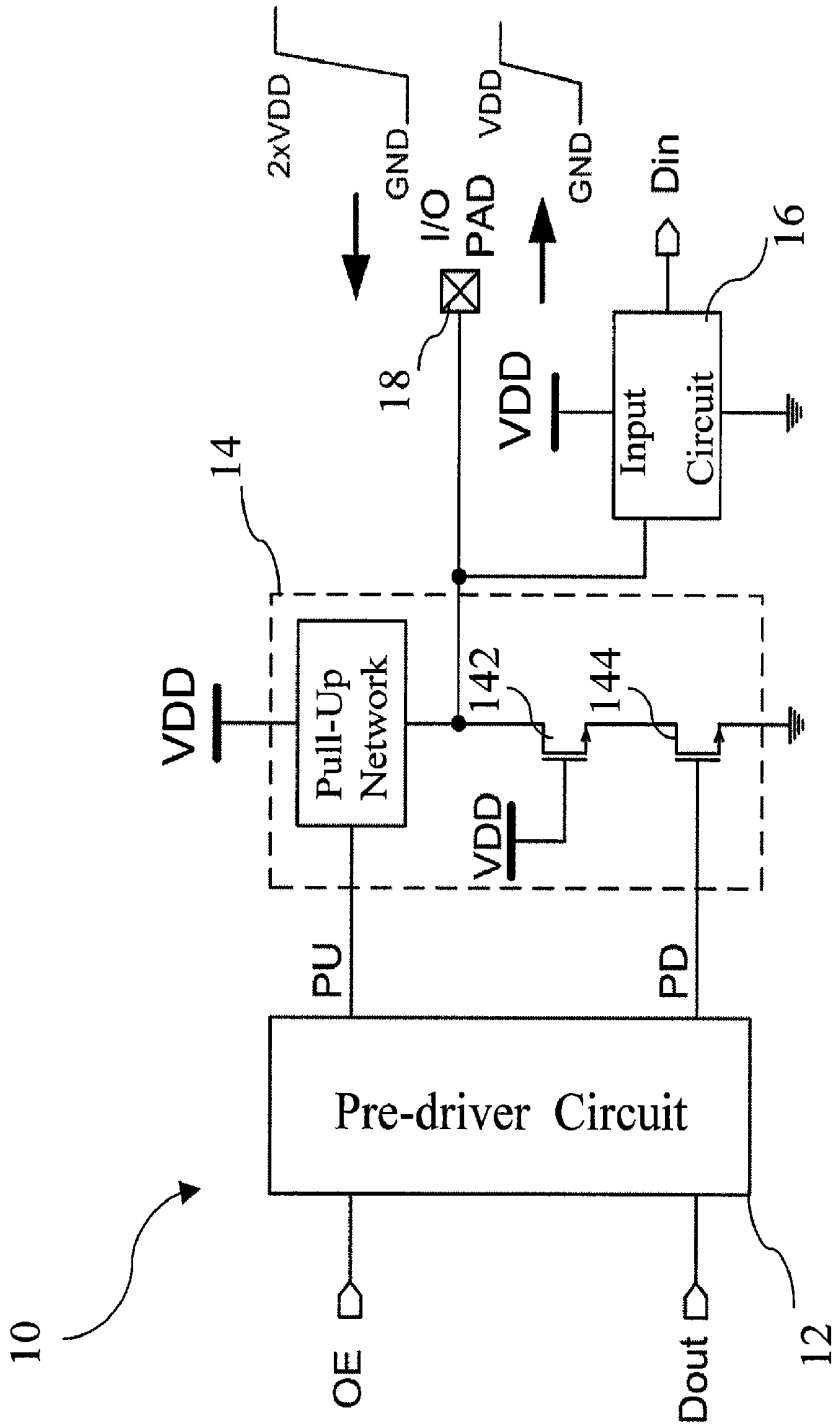 10
OE
Dout
12
Pre-driver Circuit
PU
PD
14
VDD
Pull-Up
Network
VDD
142
144
18
I/O
PAD
2xVDD
GND
VDD
GND
VDD
Input
Circuit
16
Din